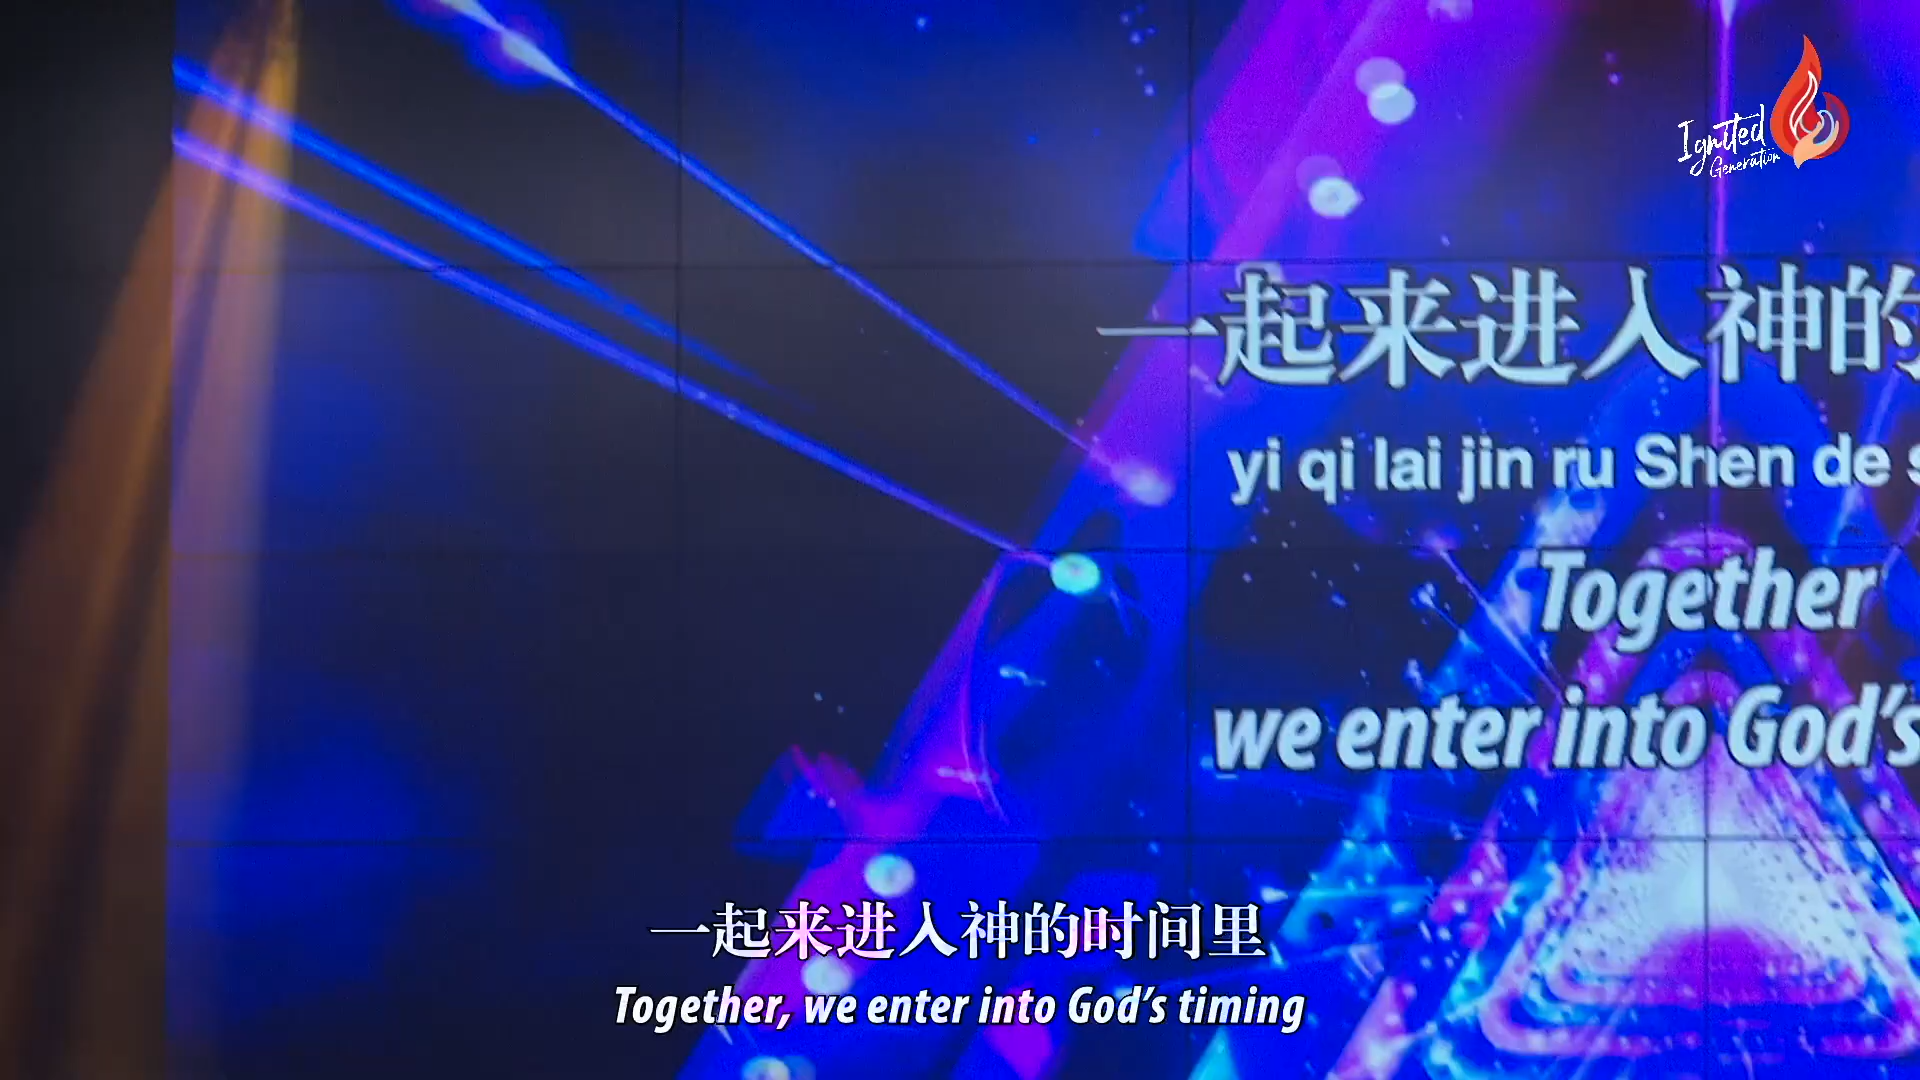 Ignited
Generation
一起来进入神的
yi qi lai jin ru Shen de
Together
we enter into God's
一起来进入神的时间里
Together, we enter into God's timing